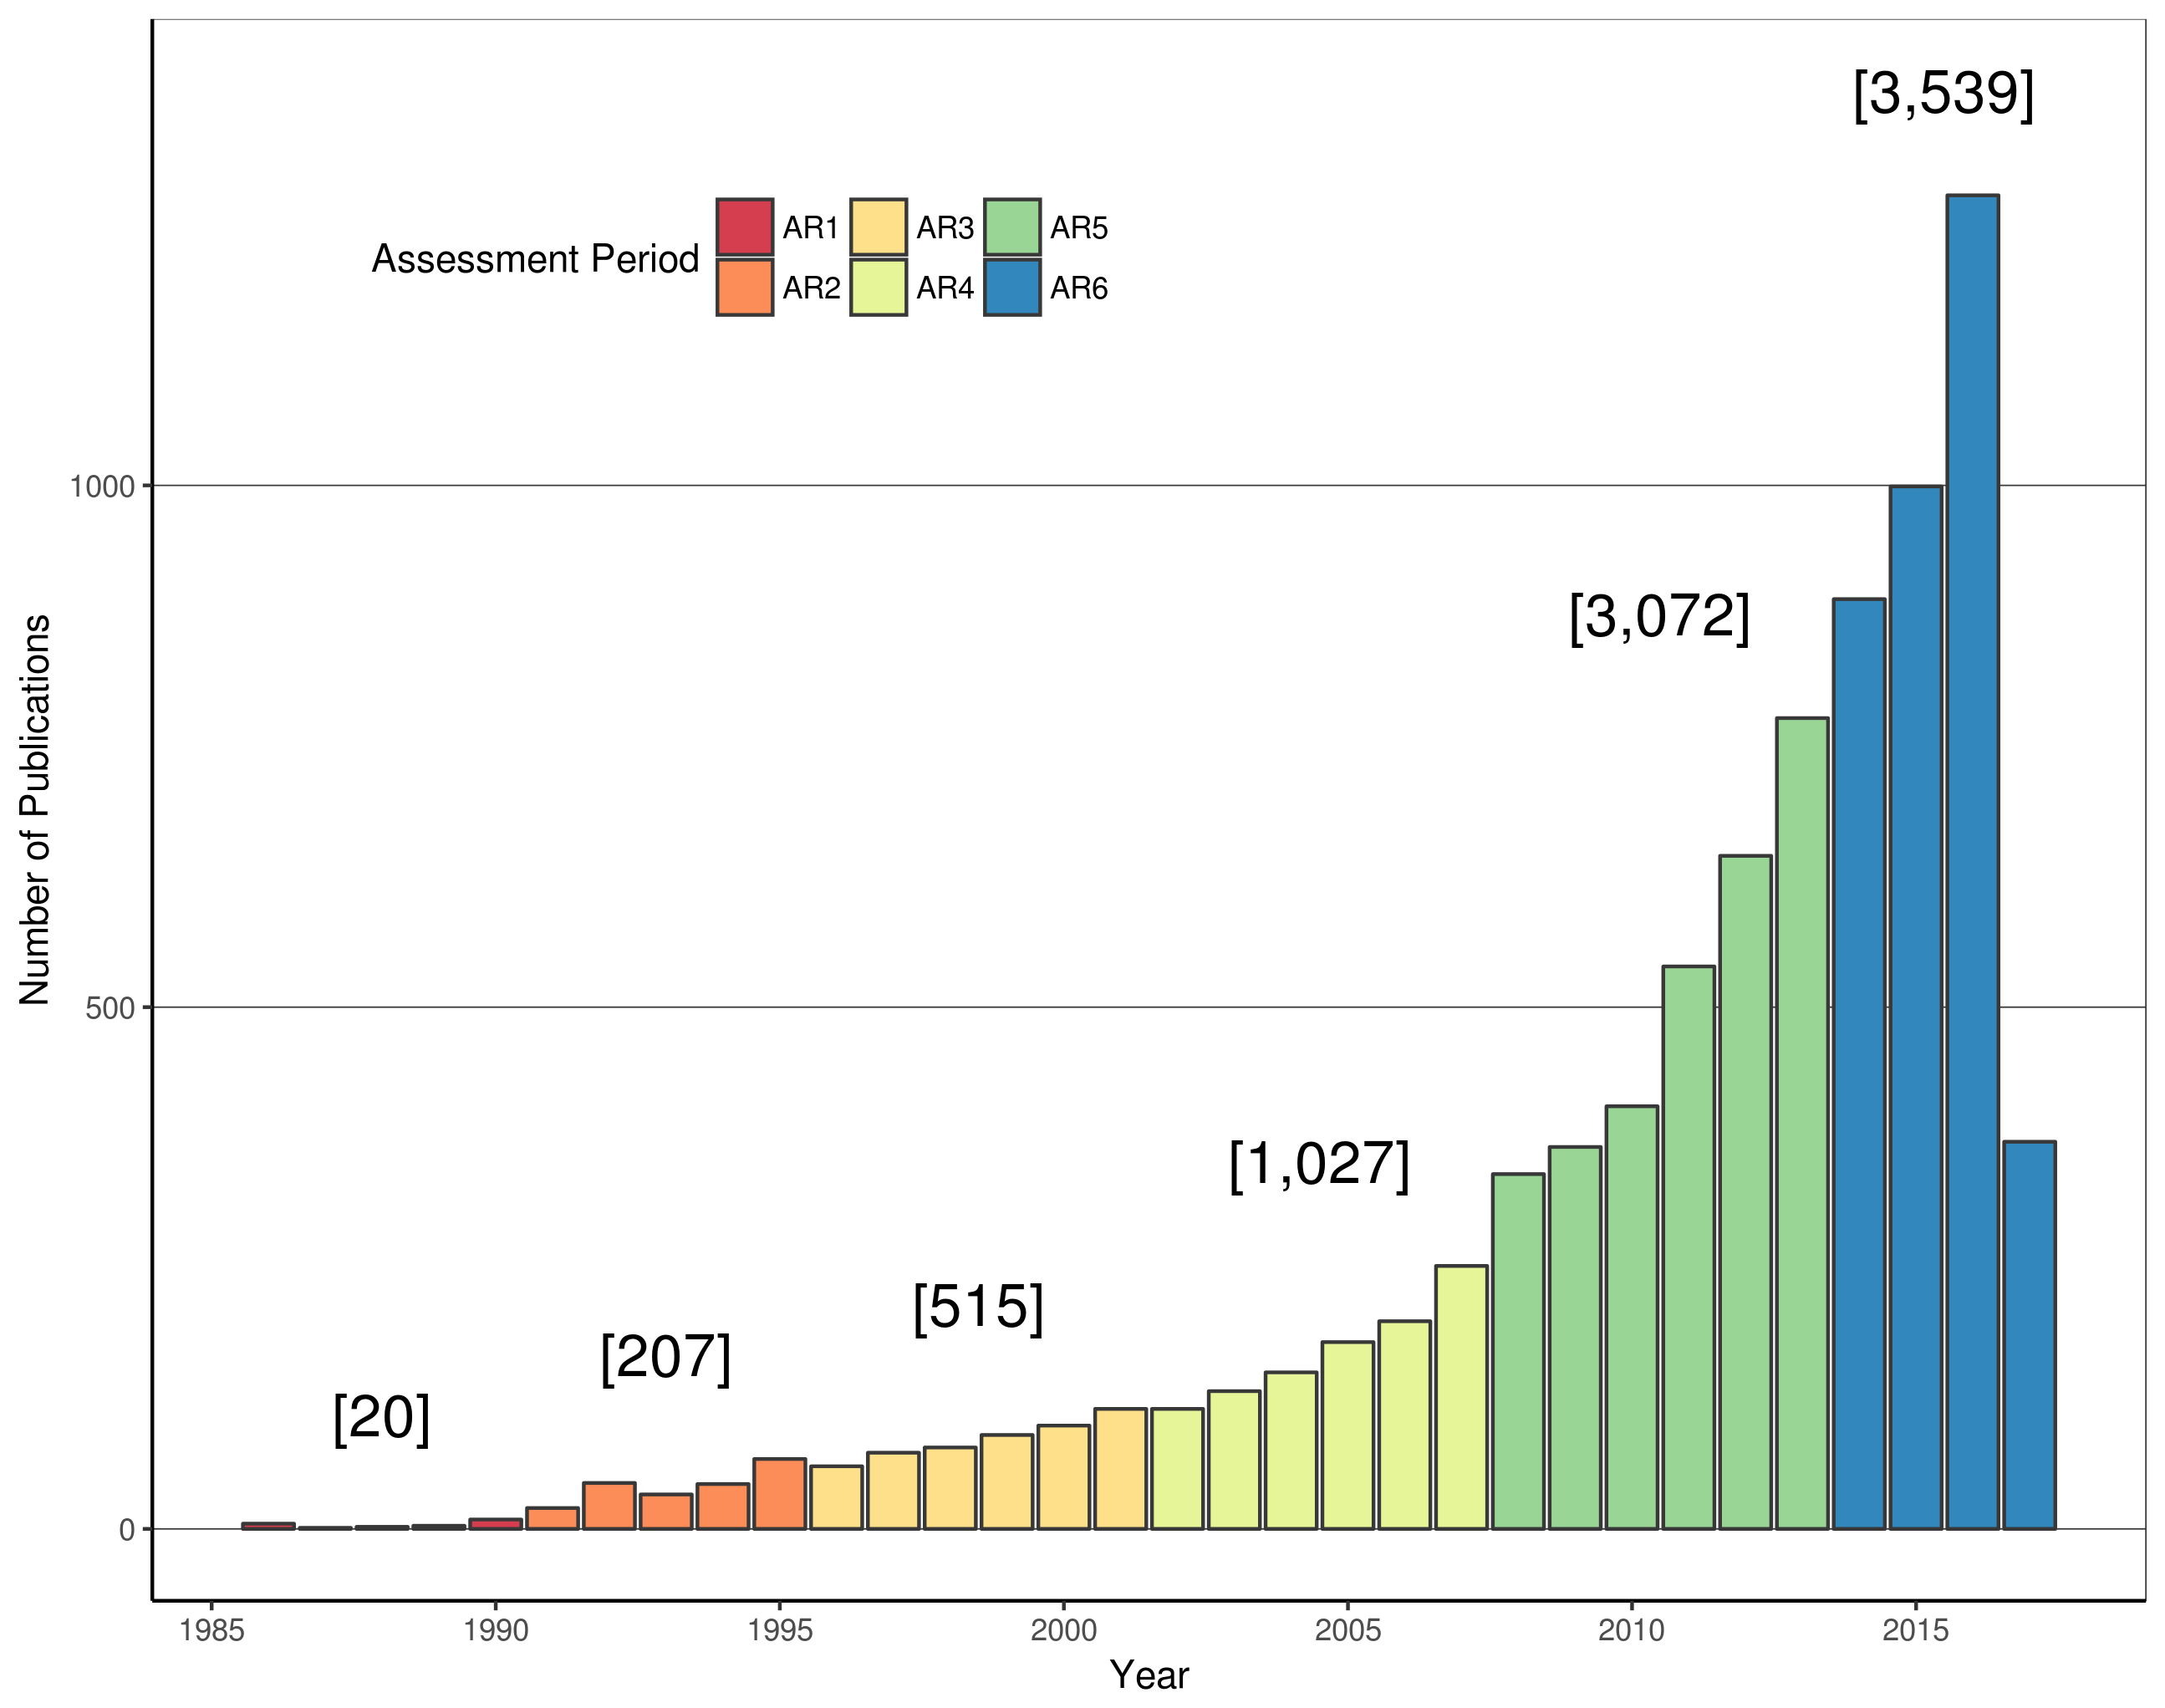 [3,539]
Assessment Period
AR1 AR3 AR5
AR2 AR4 AR6
1000
[3,072]
Number of Publications
500
[1,027]
[515]
[207]
[20]
0
1985 1990 1995 2000 2005 2010 2015
Year